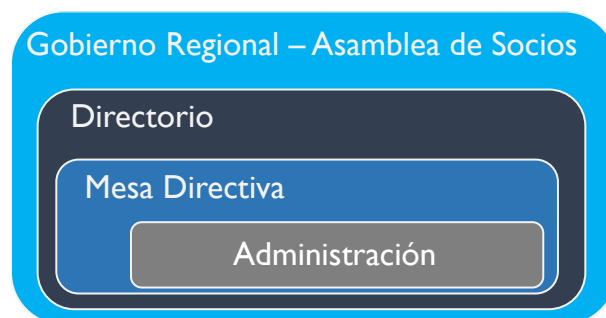 Gobierno Regional – Asamblea de Socios
Directorio
Mesa Directiva
Administración